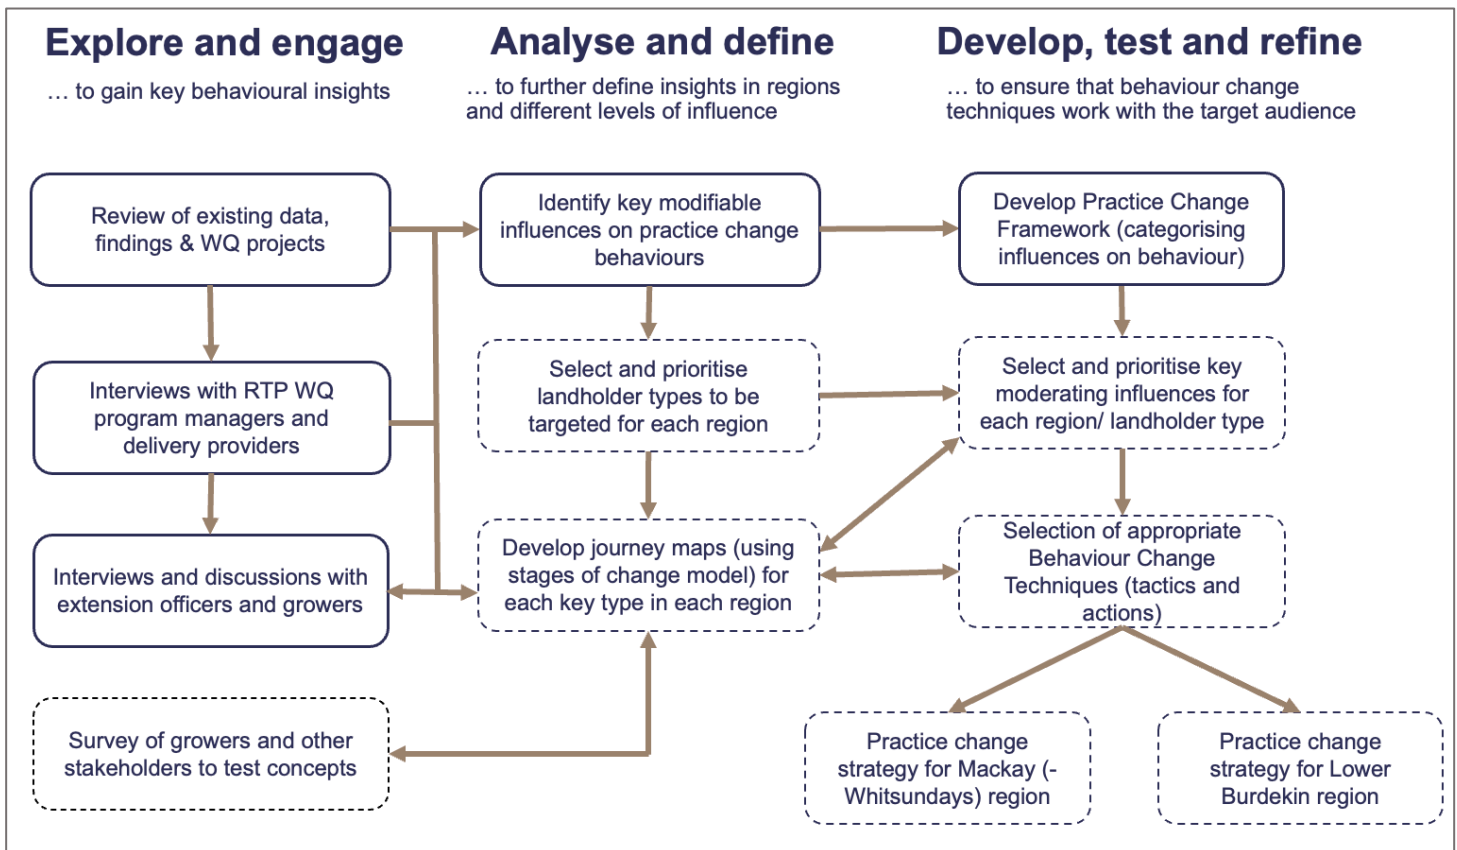 Explore and engage
… to gain key behavioural insights
Analyse and define
… to further define insights in regions
and different levels of influence
Develop, test and refine
… to ensure that behaviour change
techniques work with the target audience
Review of existing data,
findings & WQ projects
Interviews with RTP WQ
program managers and
delivery providers
Interviews and discussions with
extension officers and growers
Survey of growers and other
stakeholders to test concepts
Identify key modifiable
influences on practice change
behaviours
Select and prioritise
landholder types to be
targeted for each region
Develop journey maps (using
stages of change model) for
each key type in each region
Develop Practice Change
Framework (categorising
influences on behaviour)
Select and prioritise key
moderating influences for
each region/ landholder type
Selection of appropriate
Behaviour Change
Techniques (tactics and
actions)
Practice change
strategy for Mackay (-
Whitsundays) region
Practice change
strategy for Lower
Burdekin region